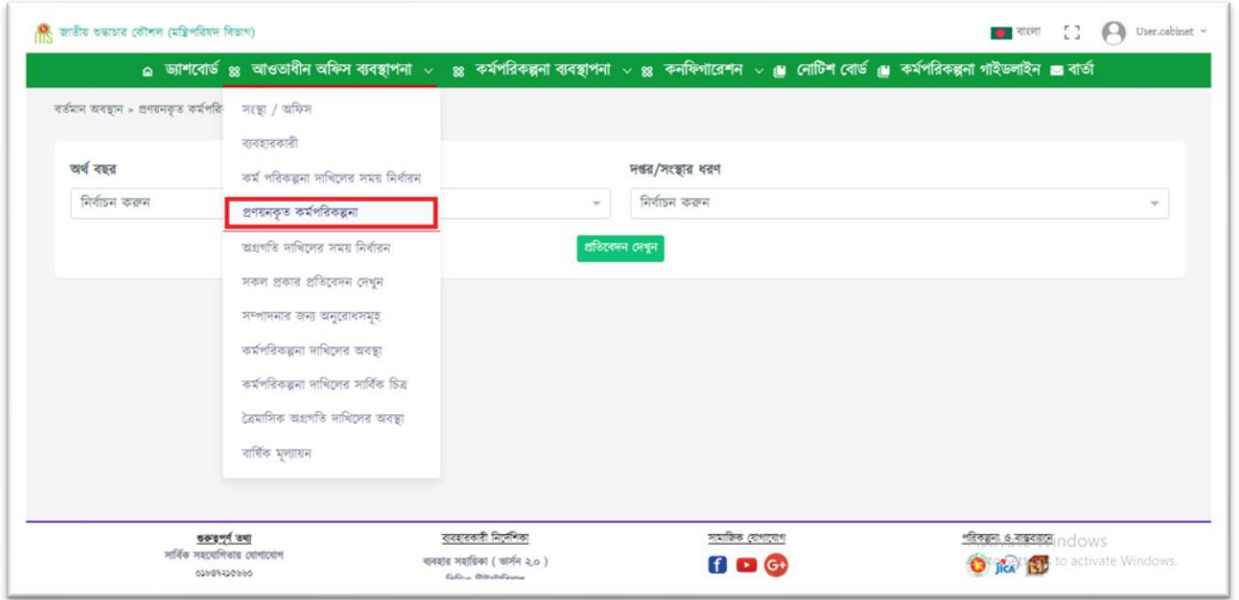 জাতীয় শুদ্ধাচার কৌশল (মন্ত্রিপরিষদ বিভাগ)
বাংলা
User.cabinet
ড্যাশবোর্ড আওতাধীন অফিস ব্যবস্থাপনা কর্মপরিকল্পনা ব্যবস্থাপনা কনফিগারেশন নোটিশ বোর্ড কর্মপরিকল্পনা গাইডলাইন বার্তা
বর্তমান অবস্থান > প্রণয়নকৃত কর্মপরি
সংস্থা / অফিস
ব্যবহারকারী
কর্ম পরিকল্পনা দাখিলের সময় নির্ধারন
প্রণয়নকৃত কর্মপরিকল্পনা
অগ্রগতি দাখিলের সময় নির্ধারন
সকল প্রকার প্রতিবেদন দেখুন
সম্পাদনার জন্য অনুরোধসমূহ
কর্মপরিকল্পনা দাখিলের অবস্থা
কর্মপরিকল্পনা দাখিলের সার্বিক চিত্র
ত্রৈমাসিক অগ্রগতি দাখিলের অবস্থা
বার্ষিক মূল্যায়ন
অর্থ বছর
নির্বাচন করুন
দপ্তর/সংস্থার ধরণ
নির্বাচন করুন
প্রতিবেদন দেখুন
গুরুত্বপূর্ণ তথ্য
সার্বিক সহযোগিতায় যোগাযোগ
০১৮৪৭২১৫৬৬০
ব্যবহারকারী নির্দেশিকা
ব্যবহার সহায়িকা ( ভার্সন ২.০ )
সামাজিক যোগাযোগ
পরিকল্পনা ও বাস্তবায়নে
jICA
to activate Windows.